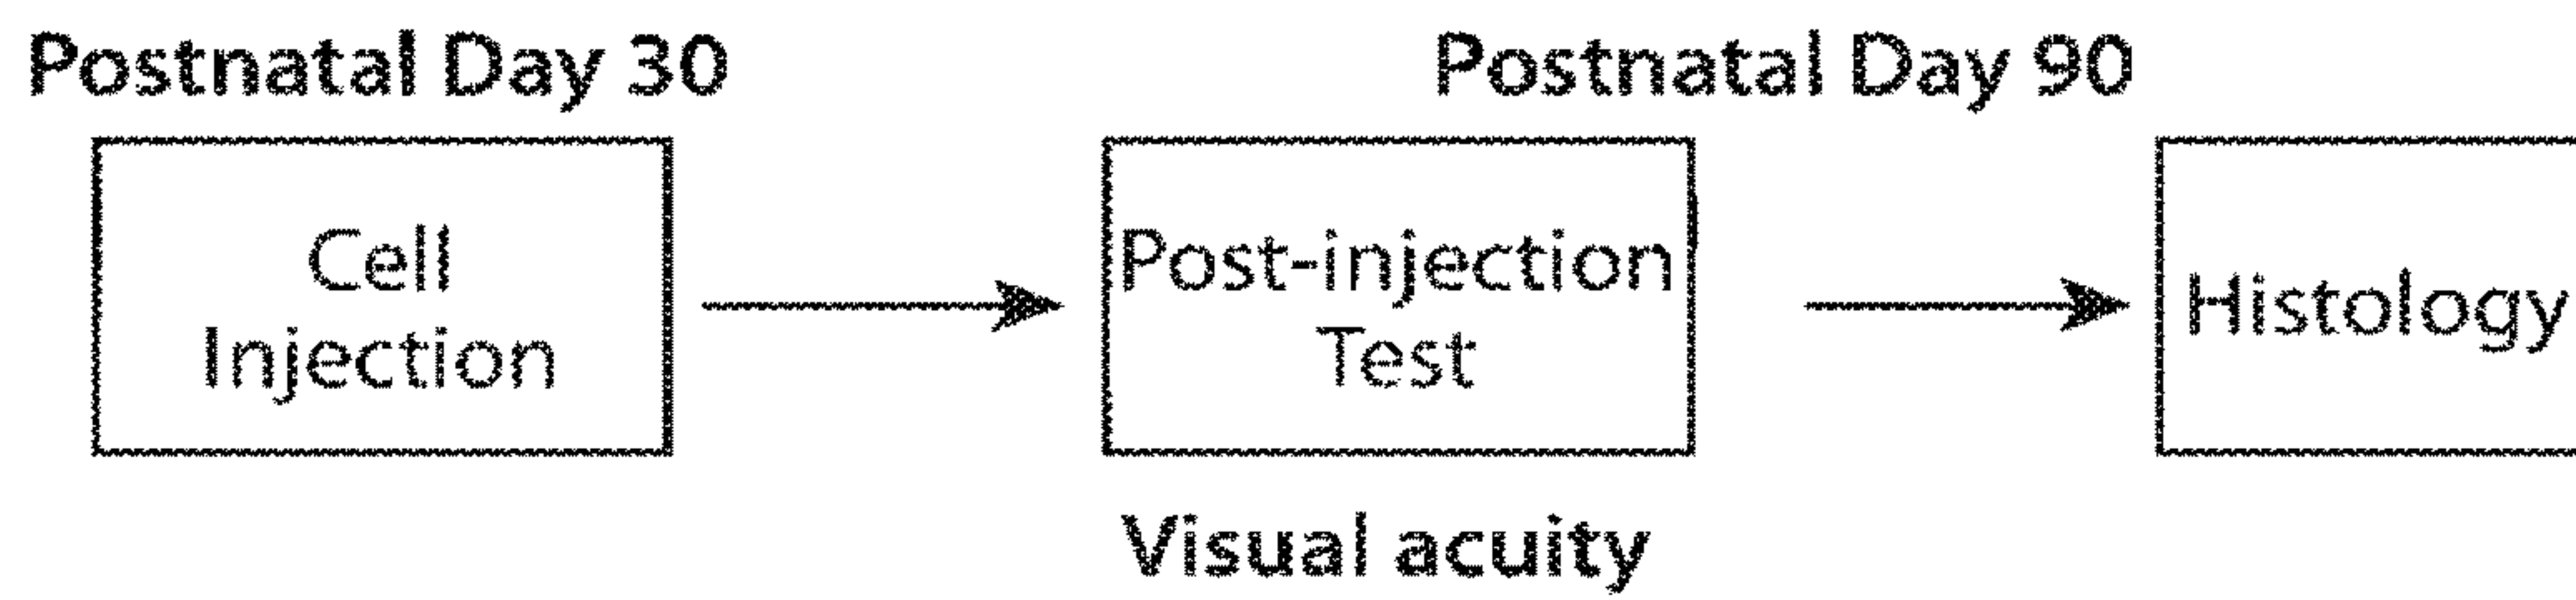 Postnatal Day 30
Postnatal Day 90
Cell
Injection
Post-injection
Test
Histology
Visual acuity